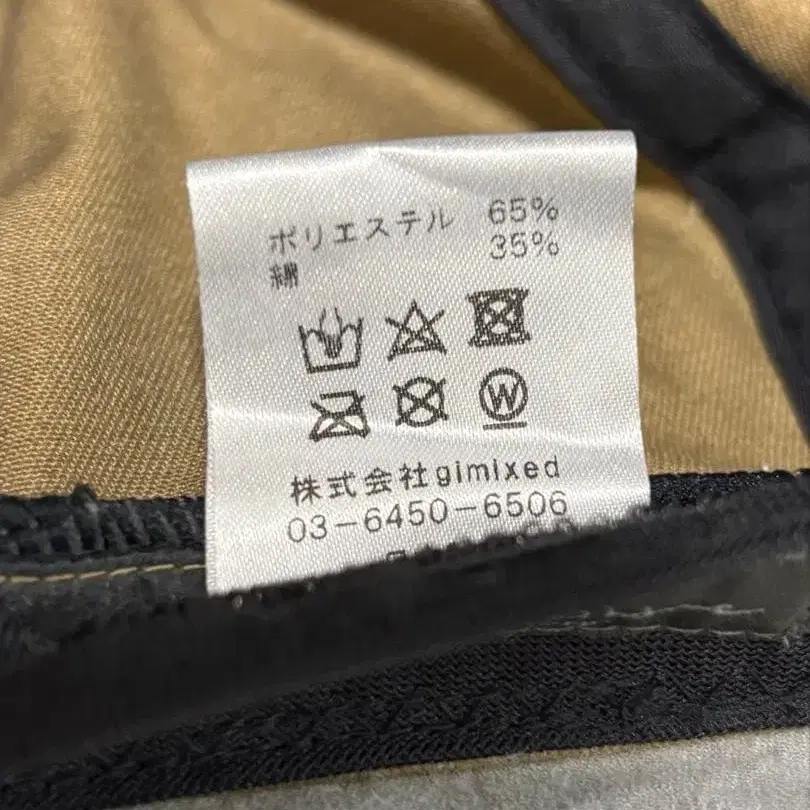 ポリエステル 65%
綿 35%
W
株式会社gimixed
03-6450-6506